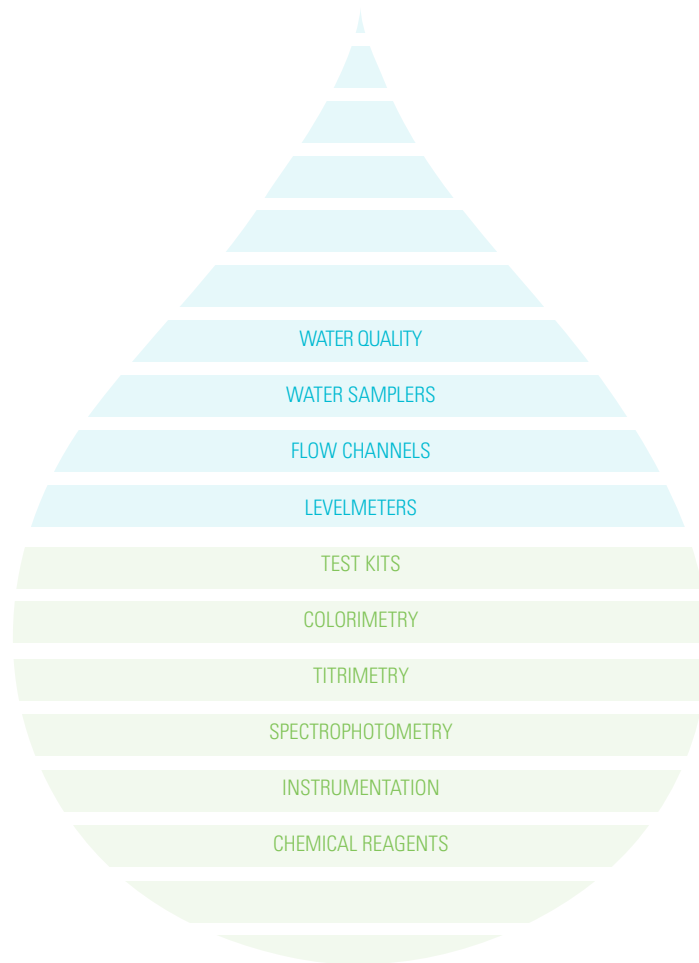 WATER QUALITY
WATER SAMPLERS
FLOW CHANNELS
LEVELMETERS
TEST KITS
COLORIMETRY
TITRIMETRY
SPECTROPHOTOMETRY
INSTRUMENTATION
CHEMICAL REAGENTS